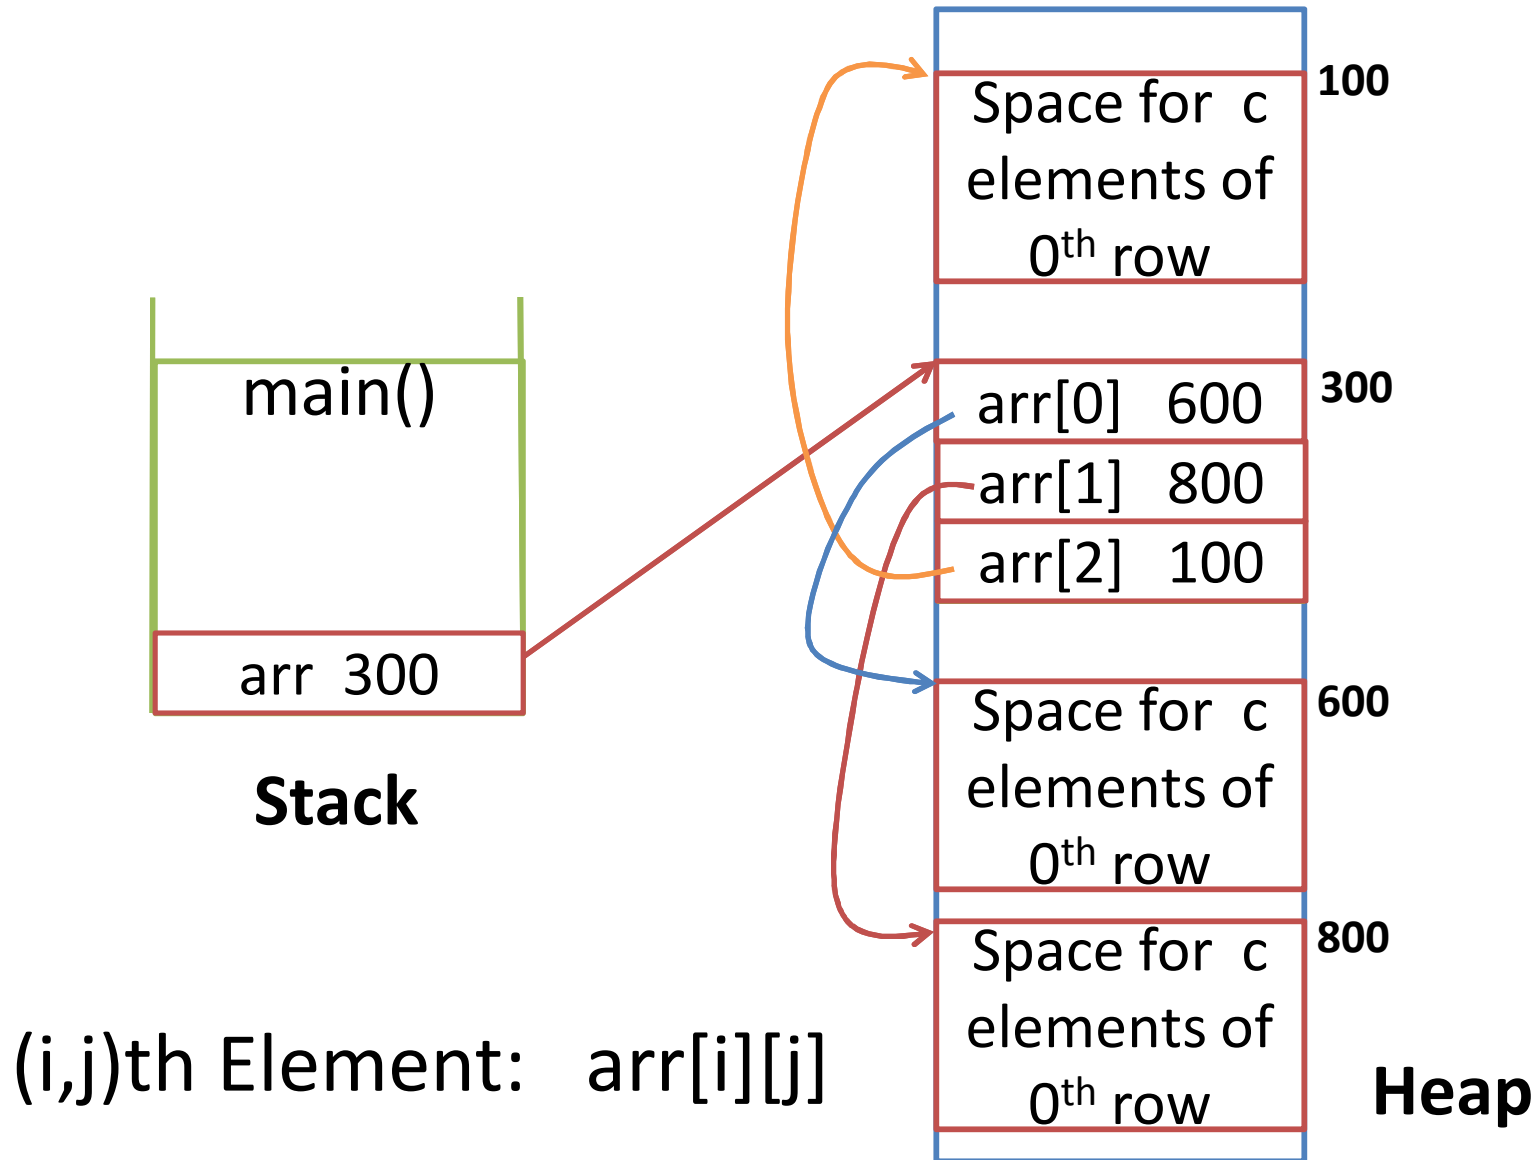 main()
arr 300
Stack
(i,j)th Element: arr[i][j]
100
Space for c
elements of
0th row
300
arr[0] 600
arr[1] 800
arr[2] 100
600
Space for c
elements of
0th row
800
Space for c
elements of
0th row
Heap